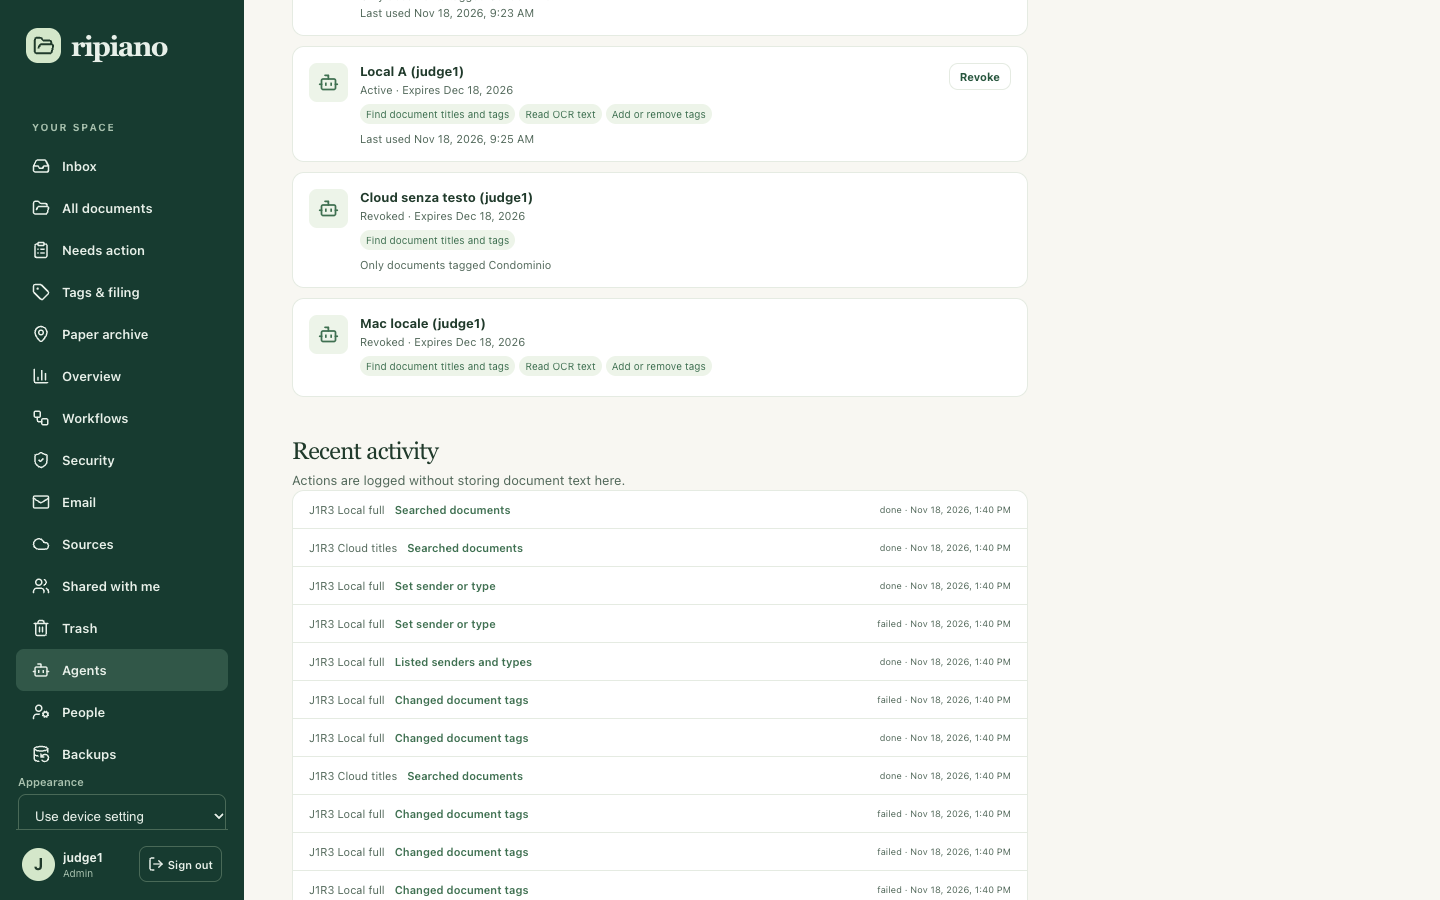 ripiano
YOUR SPACE
Inbox
All documents
Needs action
Tags & filing
Paper archive
Overview
Workflows
Security
Email
Sources
Shared with me
Trash
Agents
People
Backups
Appearance
Use device setting
J
judge1
Admin
Sign out
Last used Nov 18, 2026, 9:23 AM
Local A (judge1)
Revoke
Active · Expires Dec 18, 2026
Find document titles and tags Read OCR text Add or remove tags
Last used Nov 18, 2026, 9:25 AM
Cloud senza testo (judge1)
Revoked · Expires Dec 18, 2026
Find document titles and tags
Only documents tagged Condominio
Mac locale (judge1)
Revoked · Expires Dec 18, 2026
Find document titles and tags Read OCR text Add or remove tags
Recent activity
Actions are logged without storing document text here.
J1R3 Local full Searched documents done · Nov 18, 2026, 1:40 PM
J1R3 Cloud titles Searched documents done · Nov 18, 2026, 1:40 PM
J1R3 Local full Set sender or type done · Nov 18, 2026, 1:40 PM
J1R3 Local full Set sender or type failed · Nov 18, 2026, 1:40 PM
J1R3 Local full Listed senders and types done · Nov 18, 2026, 1:40 PM
J1R3 Local full Changed document tags failed · Nov 18, 2026, 1:40 PM
J1R3 Local full Changed document tags done · Nov 18, 2026, 1:40 PM
J1R3 Cloud titles Searched documents done · Nov 18, 2026, 1:40 PM
J1R3 Local full Changed document tags failed · Nov 18, 2026, 1:40 PM
J1R3 Local full Changed document tags failed · Nov 18, 2026, 1:40 PM
J1R3 Local full Changed document tags failed · Nov 18, 2026, 1:40 PM